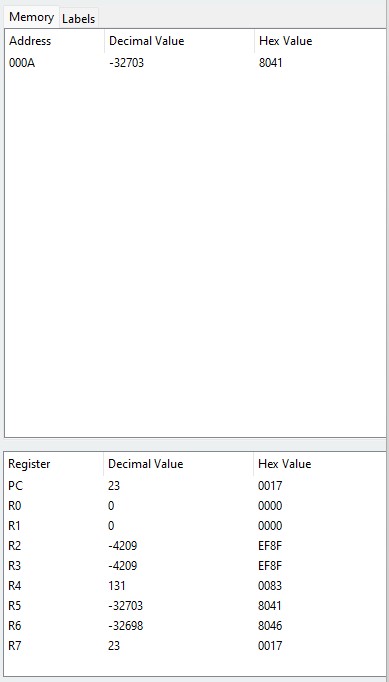 Memory Labels
Address Decimal Value Hex Value
000A -32703 8041
Register Decimal Value Hex Value
PC 23 0017
R0 0 0000
R1 0 0000
R2 -4209 EF8F
R3 -4209 EF8F
R4 131 0083
R5 -32703 8041
R6 -32698 8046
R7 23 0017